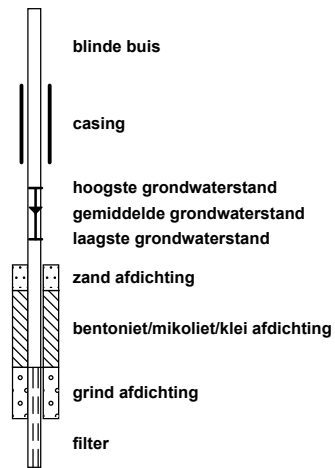 blinde buis
casing
hoogste grondwaterstand
gemiddelde grondwaterstand
laagste grondwaterstand
zand afdichting
bentoniet/mikoliet/klei afdichting
grind afdichting
filter